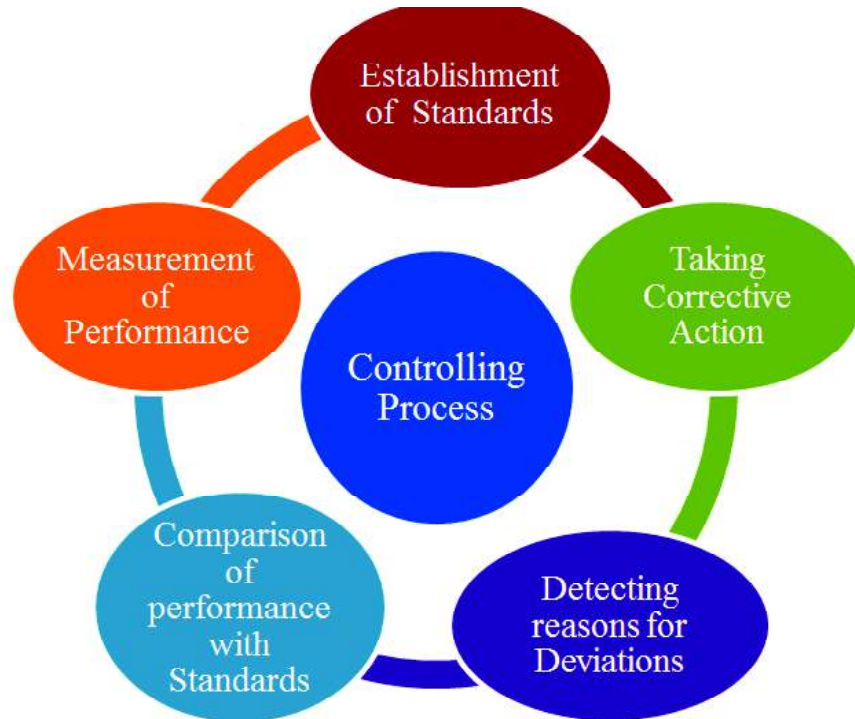 Establishment
of Standards
Measurement
of
Performance
Taking
Corrective
Action
Controlling
Process
Comparison
of
performance
with
Standards
Detecting
reasons for
Deviations